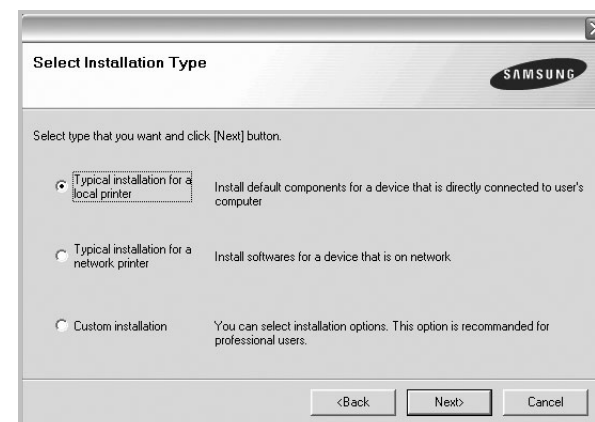 Select Installation Type
SAMSUNG
Select type that you want and click [Next] button.
Typical installation for a
local printer
Install default components for a device that is directly connected to user's
computer
Typical installation for a
network printer
Install softwares for a device that is on network
Custom installation
You can select installation options. This option is recommanded for
professional users.
<Back
Next>
Cancel